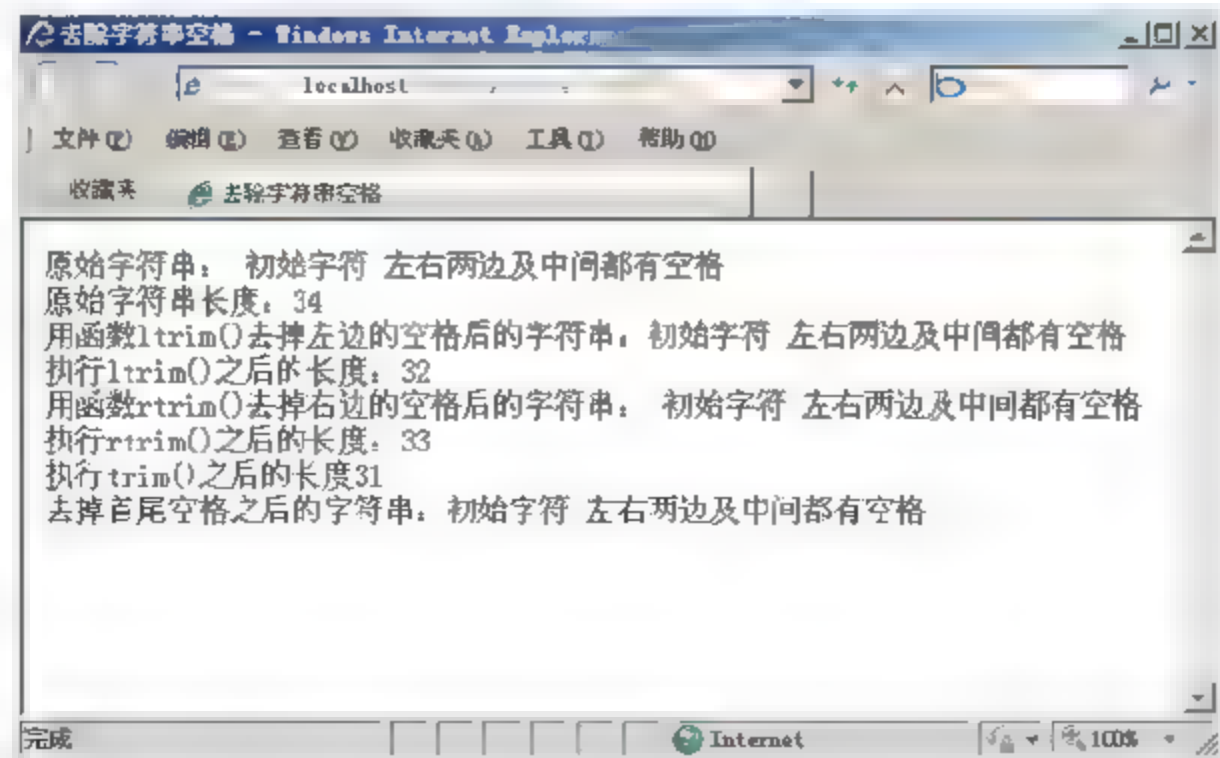 去除字符串空格 - Windows Internet Explorer
localhost
文件(F) 编辑(E) 查看(V) 收藏夹(A) 工具(T) 帮助(H)
收藏夹 去除字符串空格
原始字符串： 初始字符 左右两边及中间都有空格
原始字符串长度：34
用函数ltrim()去掉左边的空格后的字符串：初始字符 左右两边及中间都有空格
执行ltrim()之后的长度：32
用函数rtrim()去掉右边的空格后的字符串： 初始字符 左右两边及中间都有空格
执行rtrim()之后的长度：33
执行trim()之后的长度31
去掉首尾空格之后的字符串：初始字符 左右两边及中间都有空格
完成 Internet 100%